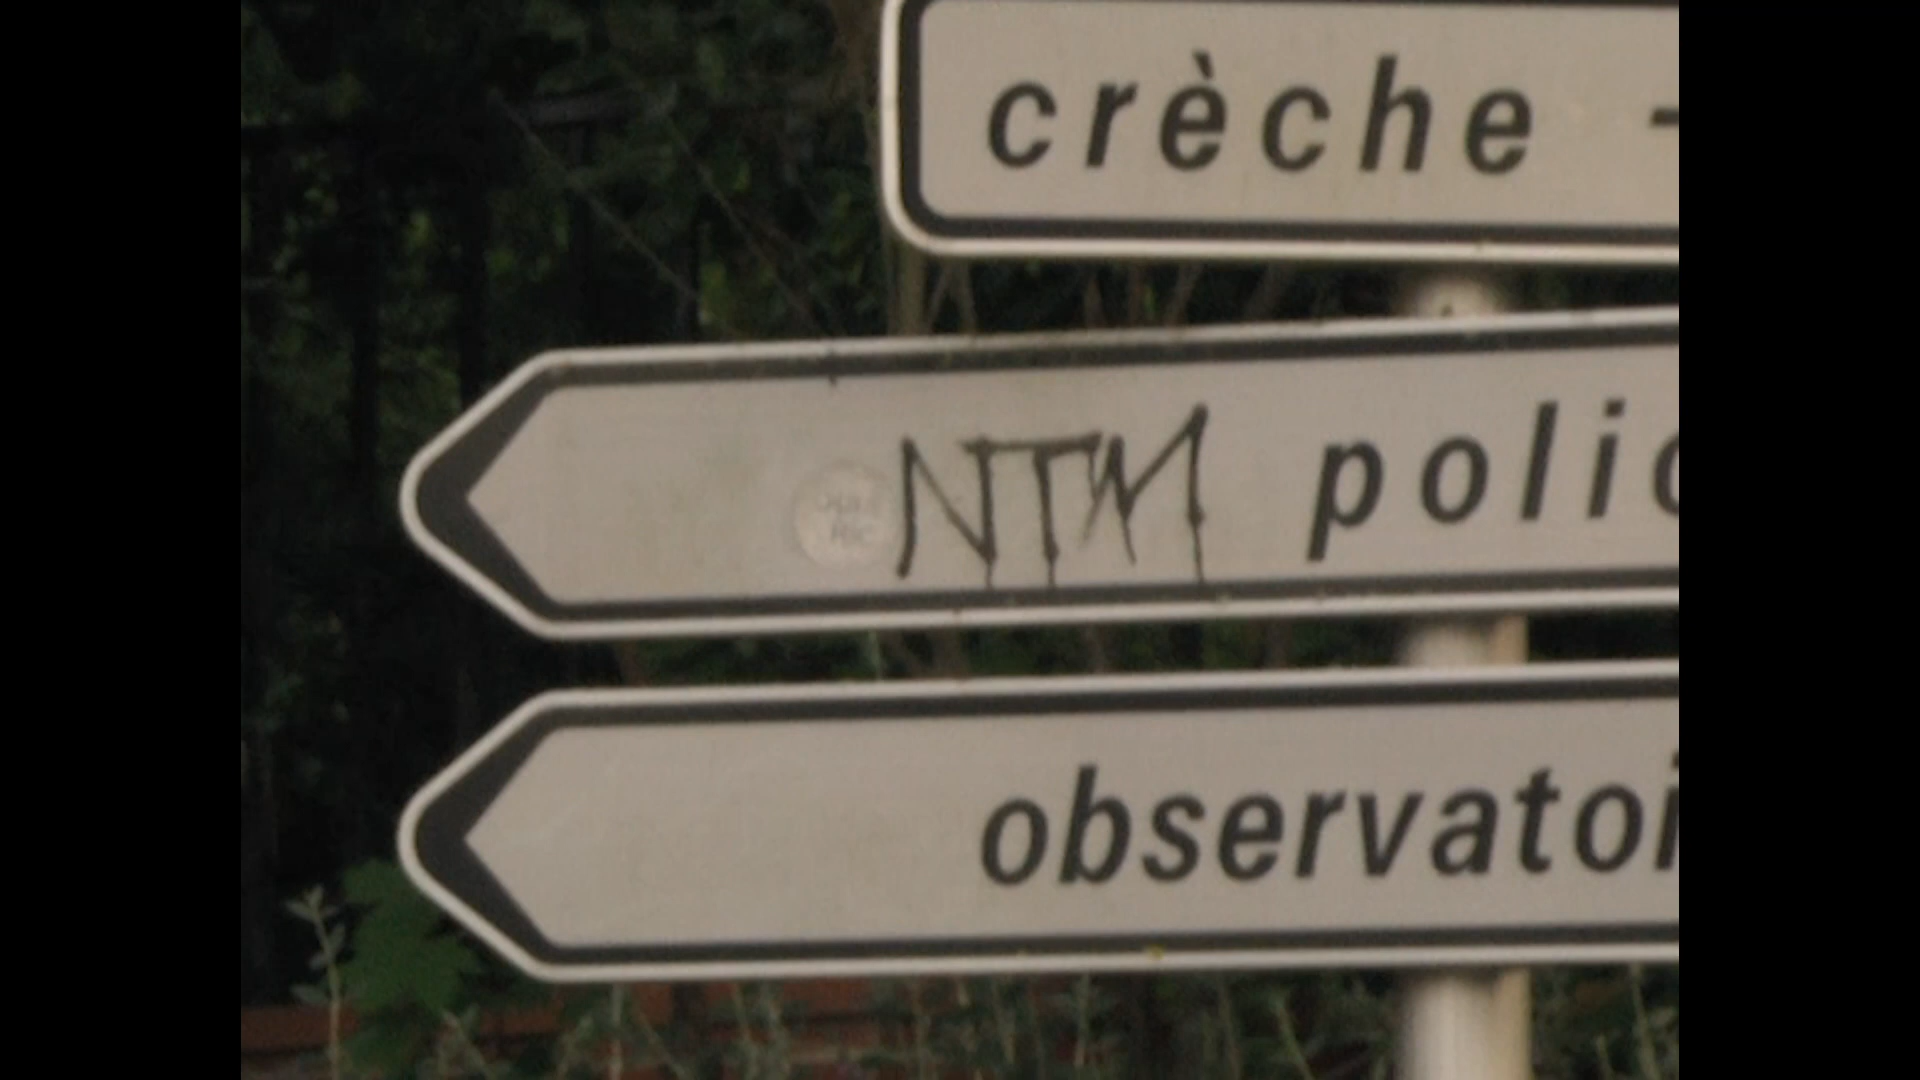 crèche -
NTM polic
observatoi